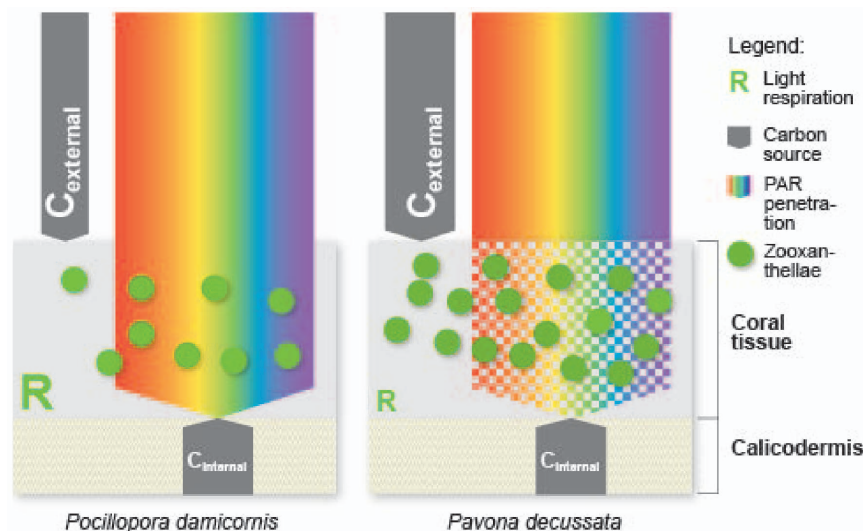 Legend:
R
Light
respiration
Carbon
source
PAR
penetra-
tion
Zooxan-
thellae
Cexternal
Cexternal
Coral
tissue
R
R
Cinternal
Cinternal
Calicodermis
Pocillopora damicornis
Pavona decussata